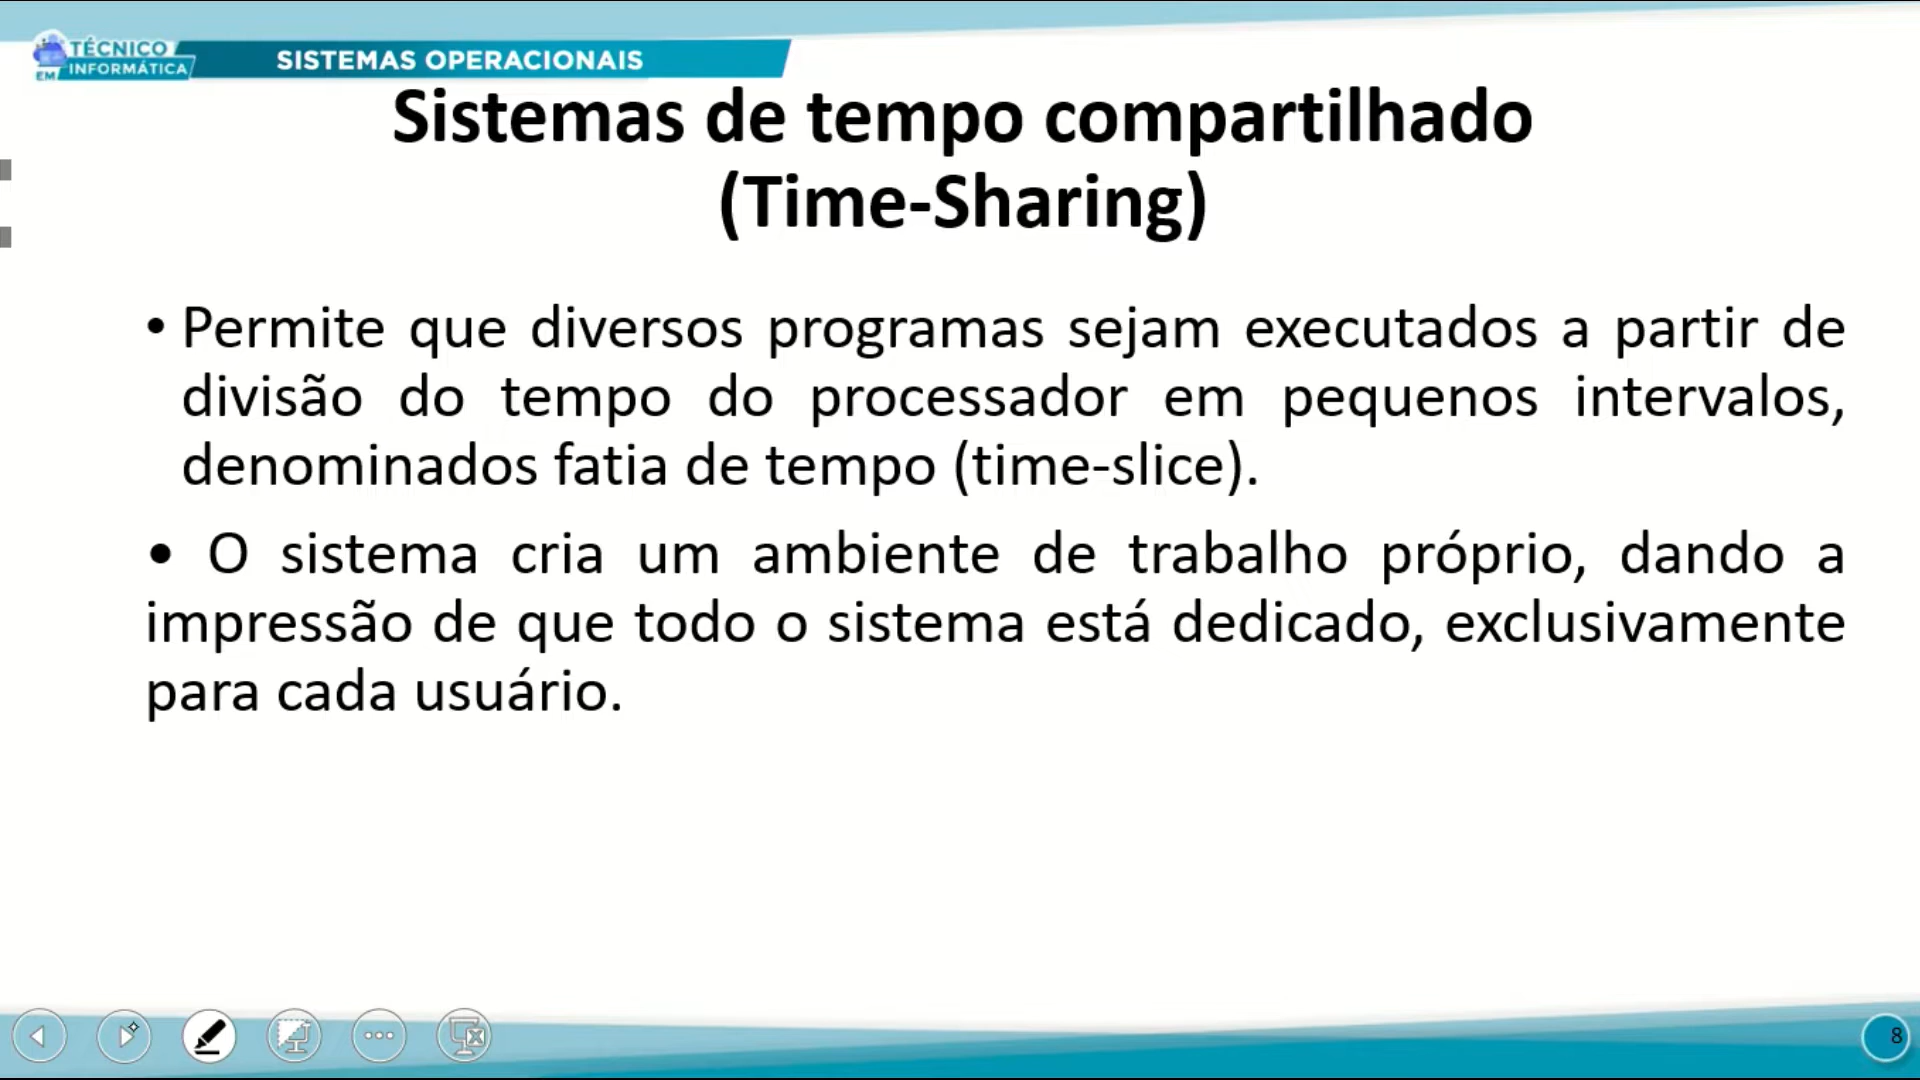 TÉCNICO
EM INFORMÁTICA
SISTEMAS OPERACIONAIS
Sistemas de tempo compartilhado
(Time-Sharing)
• Permite que diversos programas sejam executados a partir de
divisão do tempo do processador em pequenos intervalos,
denominados fatia de tempo (time-slice).
• O sistema cria um ambiente de trabalho próprio, dando a
impressão de que todo o sistema está dedicado, exclusivamente
para cada usuário.
8